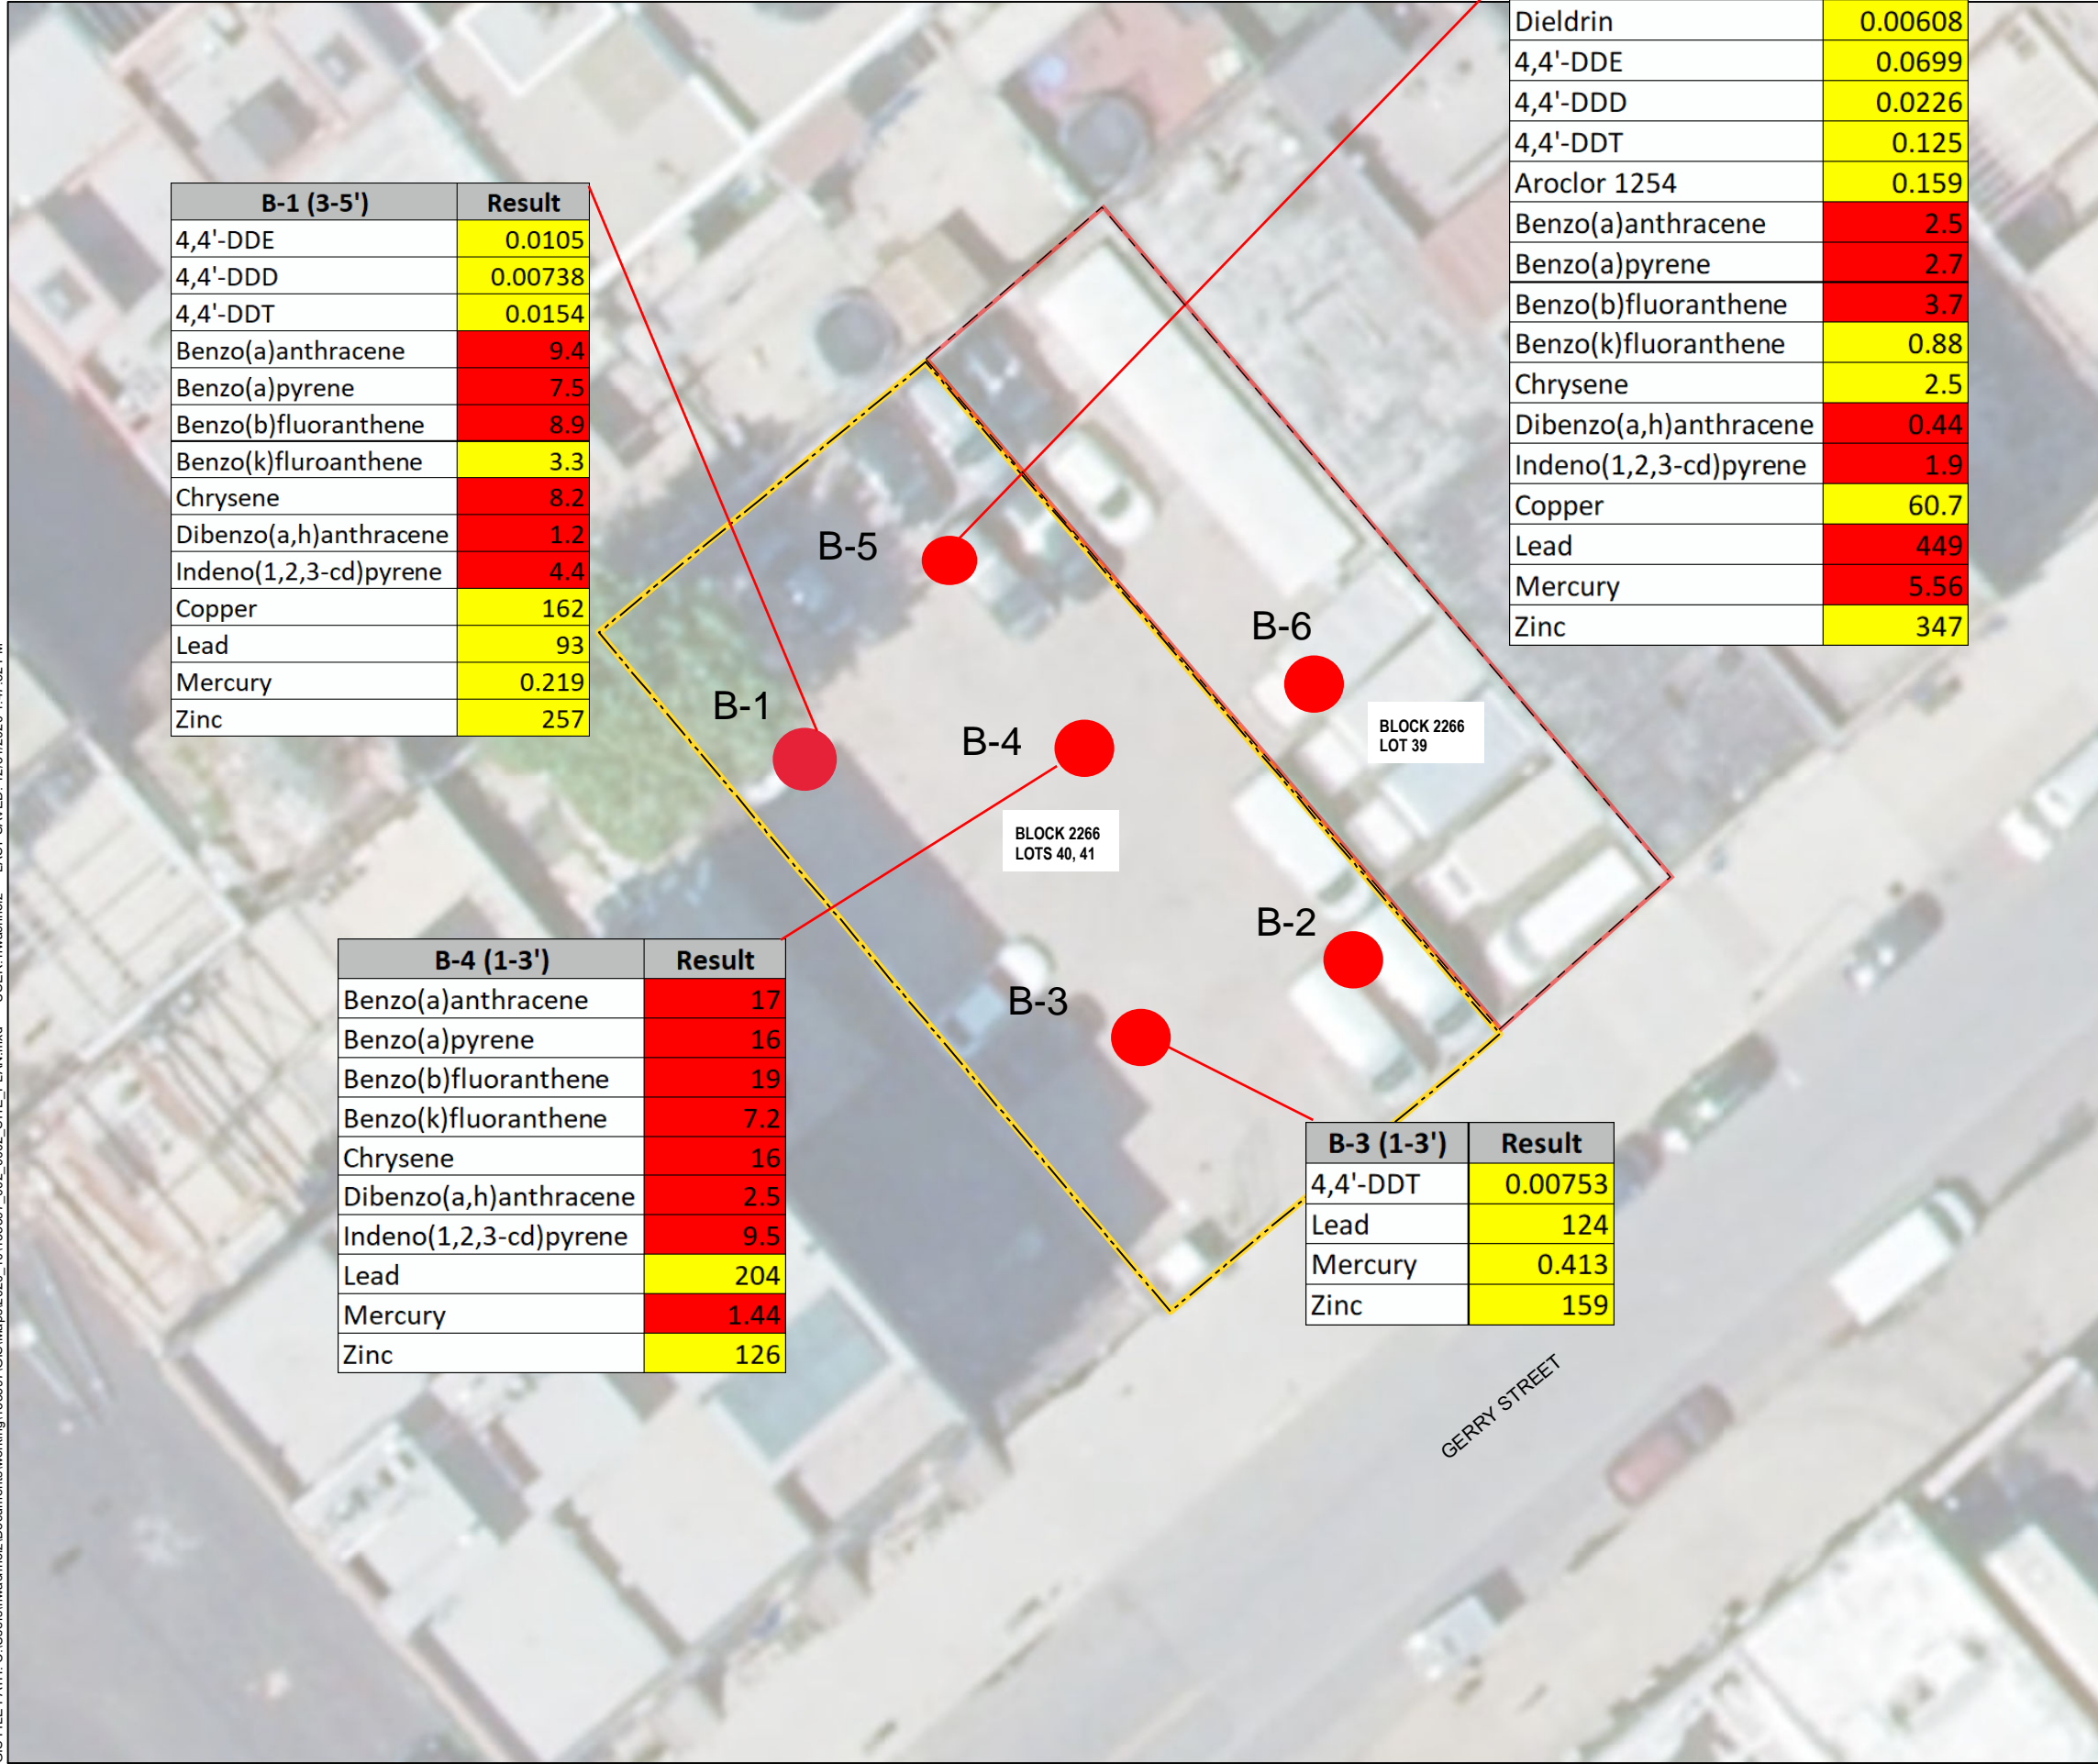 Dieldrin 0.00608
4,4'-DDE 0.0699
4,4'-DDD 0.0226
4,4'-DDT 0.125
Aroclor 1254 0.159
Benzo(a)anthracene 2.5
Benzo(a)pyrene 2.7
Benzo(b)fluoranthene 3.7
Benzo(k)fluoranthene 0.88
Chrysene 2.5
Dibenzo(a,h)anthracene 0.44
Indeno(1,2,3-cd)pyrene 1.9
Copper 60.7
Lead 449
Mercury 5.56
Zinc 347
B-1 (3-5') Result
4,4'-DDE 0.0105
4,4'-DDD 0.00738
4,4'-DDT 0.0154
Benzo(a)anthracene 9.4
Benzo(a)pyrene 7.5
Benzo(b)fluoranthene 8.9
Benzo(k)fluroanthene 3.3
Chrysene 8.2
Dibenzo(a,h)anthracene 1.2
Indeno(1,2,3-cd)pyrene 4.4
Copper 162
Lead 93
Mercury 0.219
Zinc 257
B-5
B-6
B-1
B-4
BLOCK 2266
LOT 39
BLOCK 2266
LOTS 40, 41
B-2
B-3
B-4 (1-3') Result
Benzo(a)anthracene 17
Benzo(a)pyrene 16
Benzo(b)fluoranthene 19
Benzo(k)fluoranthene 7.2
Chrysene 16
Dibenzo(a,h)anthracene 2.5
Indeno(1,2,3-cd)pyrene 9.5
Lead 204
Mercury 1.44
Zinc 126
B-3 (1-3') Result
4,4'-DDT 0.00753
Lead 124
Mercury 0.413
Zinc 159
GERRY STREET